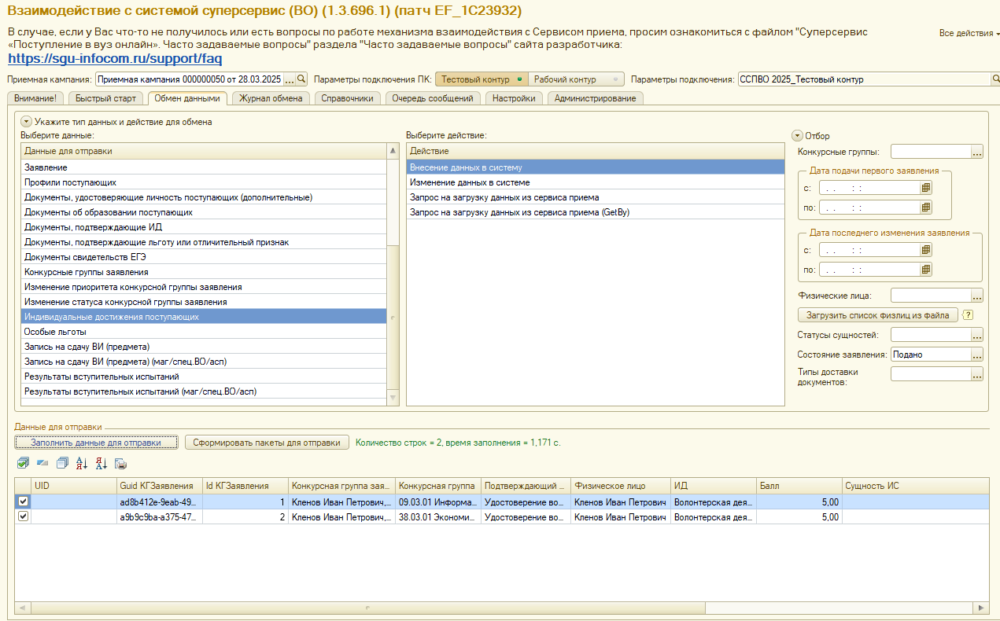 Взаимодействие с системой суперсервис (ВО) (1.3.696.1) (патч EF_1C23932)
В случае, если у Вас что-то не получилось или есть вопросы по работе механизма взаимодействия с Сервисом приема, просим ознакомиться с файлом "Суперсервис
«Поступление в вуз онлайн». Часто задаваемые вопросы" раздела "Часто задаваемые вопросы" сайта разработчика:
Все действия
https://sgu-infocom.ru/support/faq
Приемная кампания: Приемная кампания 000000050 от 28.03.2025 ... Параметры подключения ПК: Тестовый контур Рабочий контур Параметры подключения: ССПВО 2025_Тестовый контур
Внимание! Быстрый старт Обмен данными Журнал обмена Справочники Очередь сообщений Настройки Администрирование
Укажите тип данных и действие для обмена
Выберите данные:
Данные для отправки
Заявление
Профили поступающих
Документы, удостоверяющие личность поступающих (дополнительные)
Документы об образовании поступающих
Документы, подтверждающие ИД
Документы, подтверждающие льготу или отличительный признак
Документы свидетельств ЕГЭ
Конкурсные группы заявления
Изменение приоритета конкурсной группы заявления
Изменение статуса конкурсной группы заявления
Индивидуальные достижения поступающих
Особые льготы
Запись на сдачу ВИ (предмета)
Запись на сдачу ВИ (предмета) (маг/спец.ВО/асп)
Результаты вступительных испытаний
Результаты вступительных испытаний (маг/спец.ВО/асп)
Выберите действие:
Действие
Внесение данных в систему
Изменение данных в системе
Запрос на загрузку данных из сервиса приема
Запрос на загрузку данных из сервиса приема (GetBy)
Отбор
Конкурсные группы: ...
Дата подачи первого заявления
с: . . : :
по: . . : :
Дата последнего изменения заявления
с: . . : :
по: . . : :
Физические лица: ...
Загрузить список физлиц из файла ?
Статусы сущностей: ...
Состояние заявления: Подано ...
Типы доставки
документов: ...
Данные для отправки
Заполнить данные для отправки Сформировать пакеты для отправки Количество строк = 2, время заполнения = 1,171 с.
UID Guid КГЗаявления Id КГЗаявления Конкурсная группа зая... Конкурсная группа Подтверждающий ... Физическое лицо ИД Балл Сущность ИС
ad8b412e-9eab-49... 1 Кленов Иван Петрович,... 09.03.01 Информа... Удостоверение во... Кленов Иван Петрович Волонтерская дея... 5,00
a9b9c9ba-a375-47... 2 Кленов Иван Петрович,... 38.03.01 Экономи... Удостоверение во... Кленов Иван Петрович Волонтерская дея... 5,00